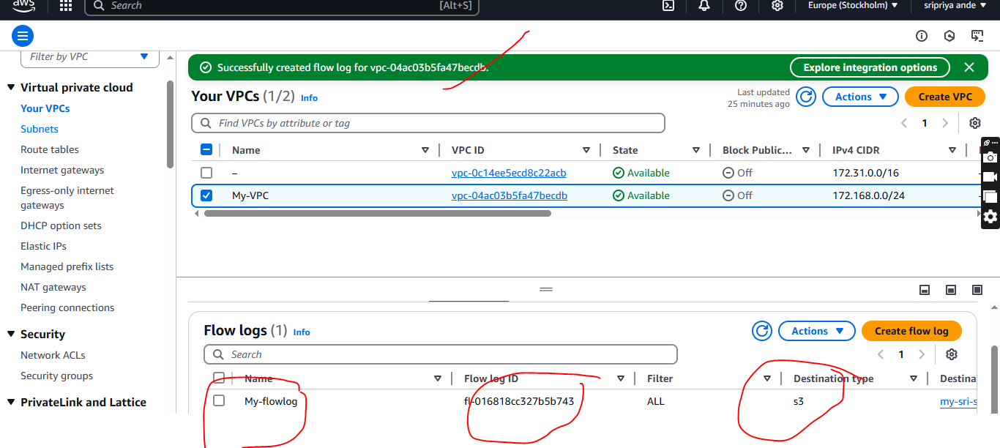 aws
Search [Alt+S]
Europe (Stockholm)
sripriya ande
Filter by VPC
Successfully created flow log for vpc-04ac03b5fa47becdb.
Explore integration options
Virtual private cloud
Your VPCs
Subnets
Route tables
Internet gateways
Egress-only internet
gateways
DHCP option sets
Elastic IPs
Managed prefix lists
NAT gateways
Peering connections
Security
Network ACLs
Security groups
PrivateLink and Lattice
Your VPCs (1/2) Info
Last updated
25 minutes ago
Actions
Create VPC
Find VPCs by attribute or tag
1
Name VPC ID State Block Public... IPv4 CIDR
– vpc-0c14ee5ecd8c22acb Available Off 172.31.0.0/16 –
My-VPC vpc-04ac03b5fa47becdb Available Off 172.168.0.0/24 –
Flow logs (1) Info
Actions
Create flow log
Search
1
Name Flow log ID Filter Destination type Destina
My-flowlog fl-016818cc327b5b743 ALL s3 my-sri-s